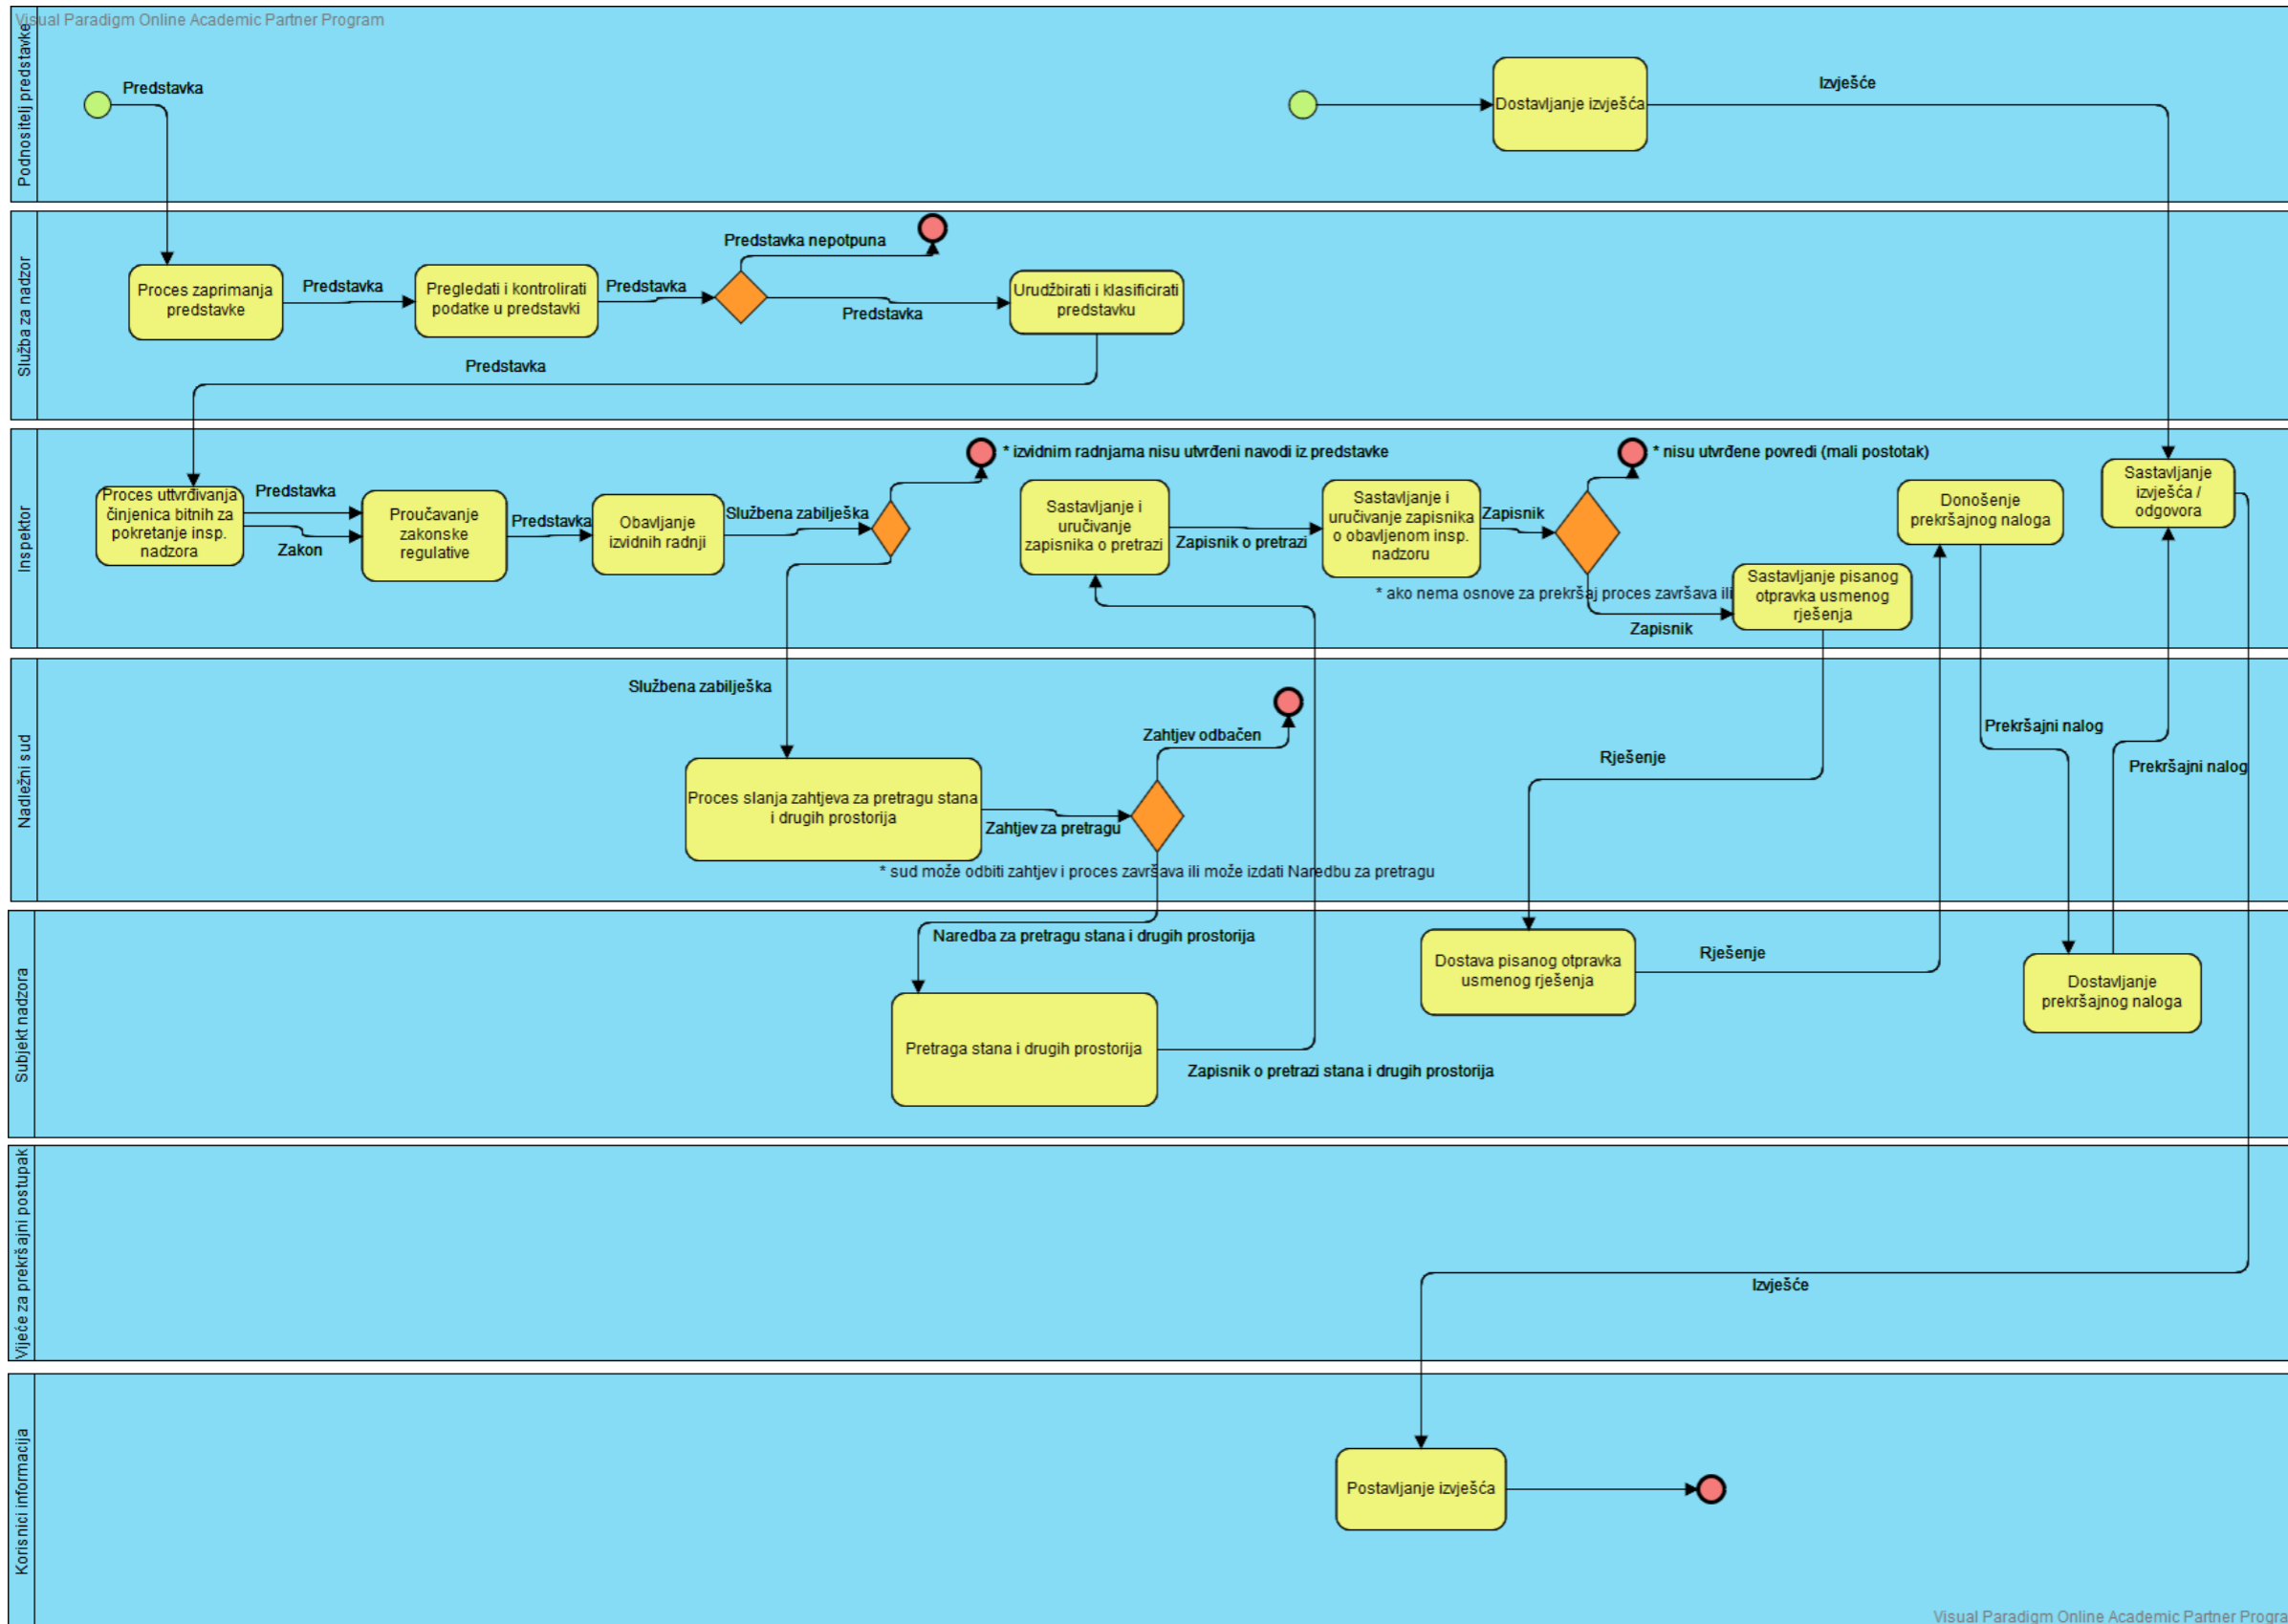 Visual Paradigm Online Academic Partner Program
Podnositelj predstavke
Predstavka
Dostavljanje izvješća
Izvješće
Služba za nadzor
Proces zaprimanja
predstavke
Predstavka
Pregledati i kontrolirati
podatke u predstavki
Predstavka
Predstavka nepotpuna
Predstavka
Urudžbirati i klasificirati
predstavku
Predstavka
Inspektor
Proces uttvrđivanja
činjenica bitnih za
pokretanje insp.
nadzora
Predstavka
Zakon
Proučavanje
zakonske
regulative
Predstavka
Obavljanje
izvidnih radnji
Službena zabilješka
* izvidnim radnjama nisu utvrđeni navodi iz predstavke
Sastavljanje i
uručivanje
zapisnika o pretrazi
Zapisnik o pretrazi
Sastavljanje i
uručivanje zapisnika
o obavljenom insp.
nadzoru
Zapisnik
* nisu utvrđene povredi (mali postotak)
* ako nema osnove za prekršaj proces završava ili
Zapisnik
Sastavljanje pisanog
otpravka usmenog
rješenja
Donošenje
prekršajnog naloga
Sastavljanje
izvješća /
odgovora
Nadležni sud
Službena zabilješka
Proces slanja zahtjeva za pretragu stana
i drugih prostorija
Zahtjev za pretragu
Zahtjev odbačen
* sud može odbiti zahtjev i proces završava ili može izdati Naredbu za pretragu
Rješenje
Prekršajni nalog
Prekršajni nalog
Subjekt nadzora
Naredba za pretragu stana i drugih prostorija
Pretraga stana i drugih prostorija
Zapisnik o pretrazi stana i drugih prostorija
Dostava pisanog otpravka
usmenog rješenja
Rješenje
Dostavljanje
prekršajnog naloga
Vijeće za prekršajni postupak
Izvješće
Korisnici informacija
Postavljanje izvješća
Visual Paradigm Online Academic Partner Progra